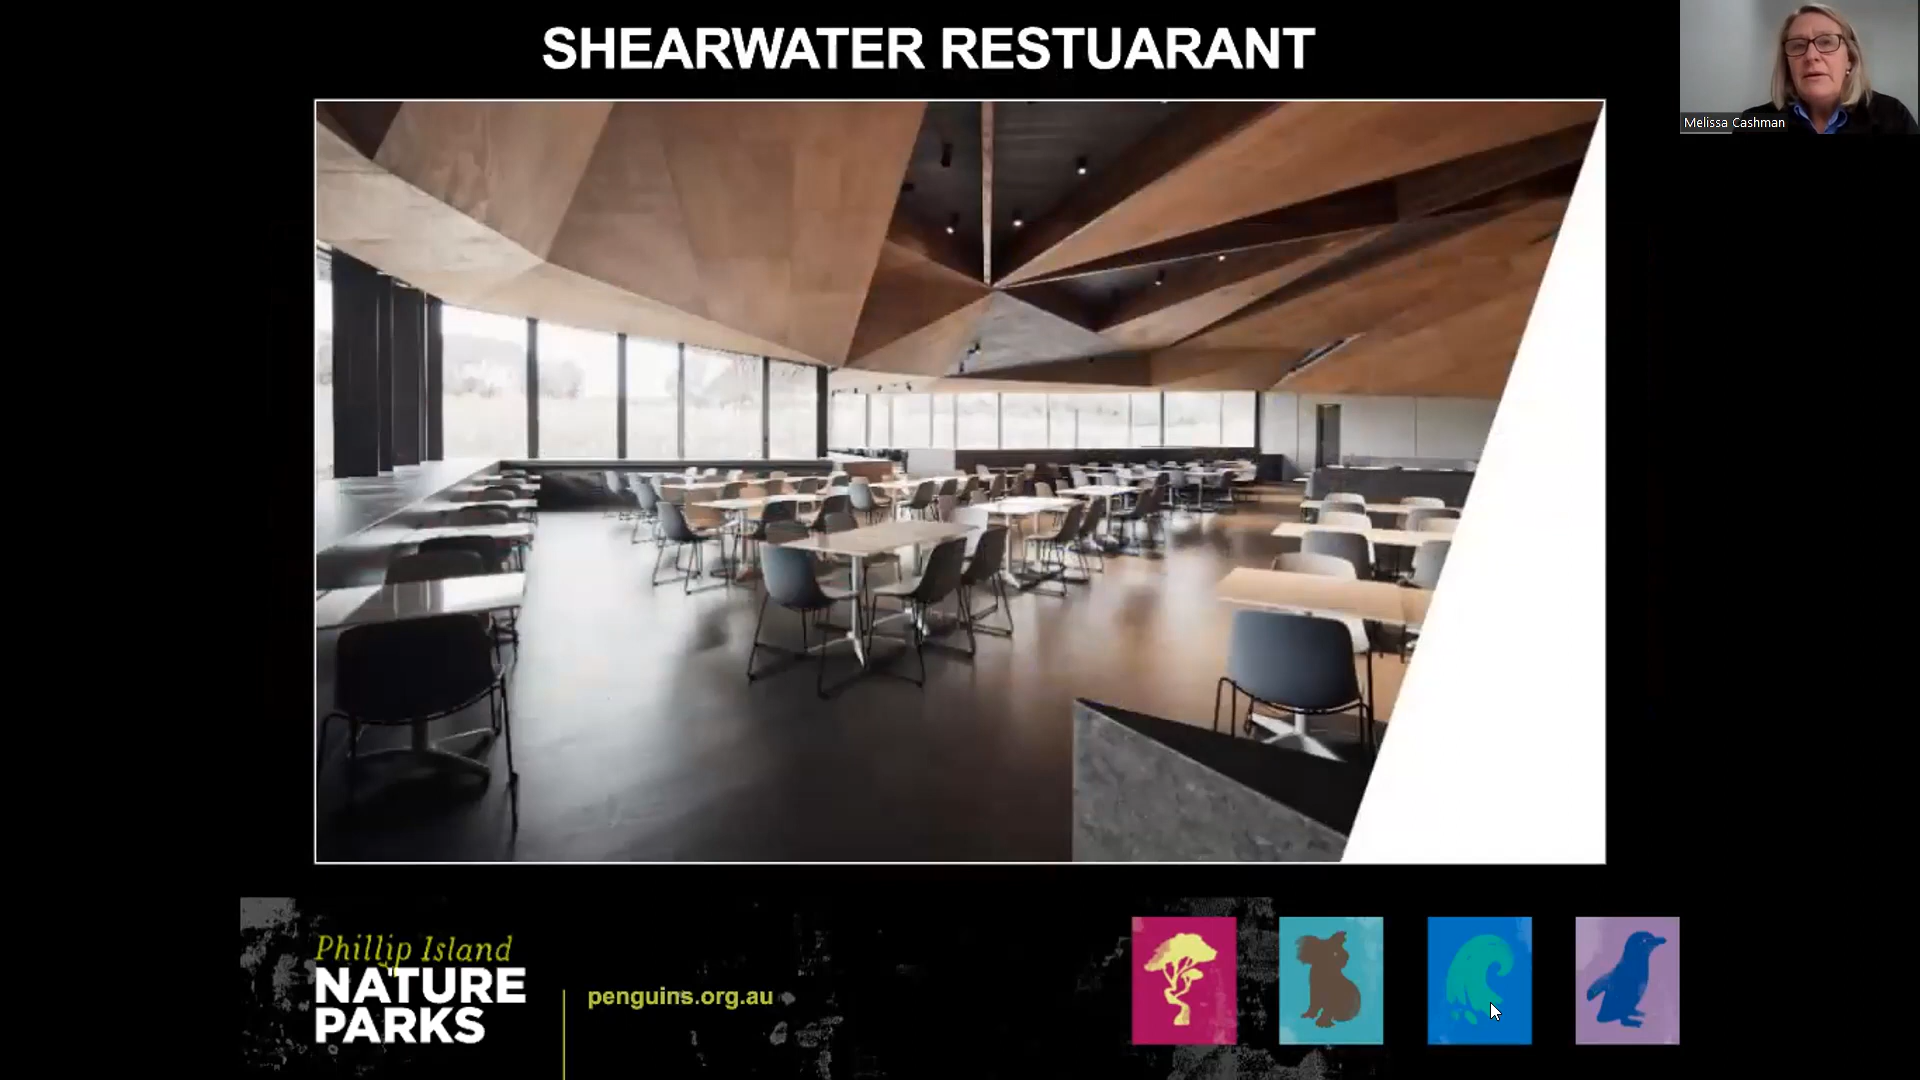 SHEARWATER RESTUARANT
Melissa Cashman
Phillip Island
NATURE
PARKS
penguins.org.au